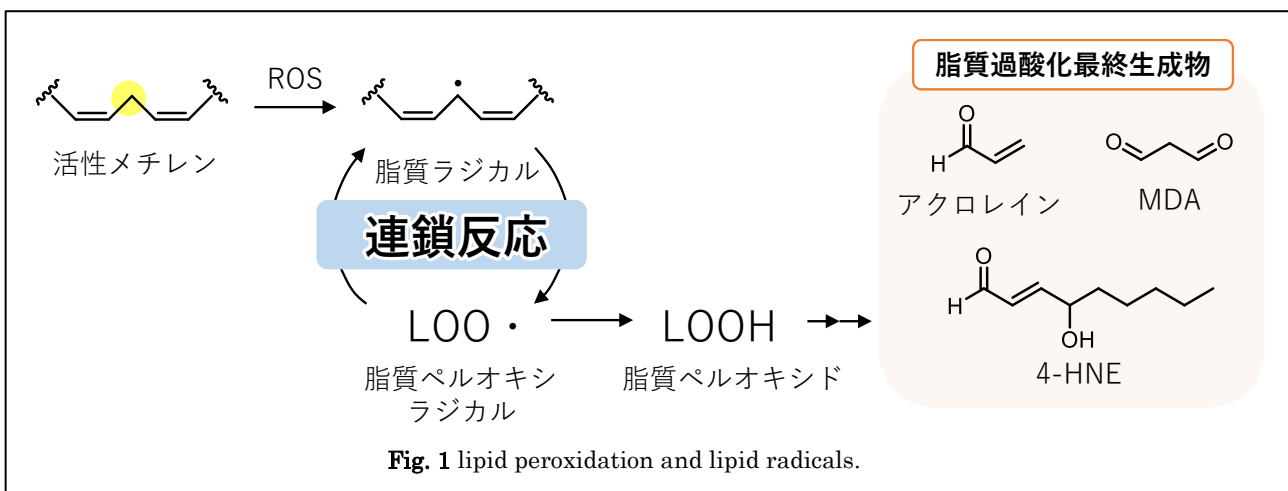 ROS
活性メチレン
脂質ラジカル
連鎖反応
LOO・
脂質ペルオキシ
ラジカル
LOOH
脂質ペルオキシド
脂質過酸化最終生成物
O
H
アクロレイン
O
O
MDA
O
H
OH
4-HNE
Fig. 1 lipid peroxidation and lipid radicals.